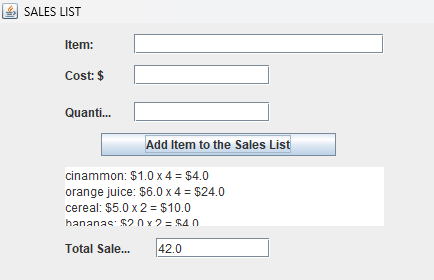 SALES LIST
Item:
Cost: $
Quanti...
Add Item to the Sales List
cinammon: $1.0 x 4 = $4.0
orange juice: $6.0 x 4 = $24.0
cereal: $5.0 x 2 = $10.0
bananas: $2.0 x 2 = $4.0
Total Sale... 42.0